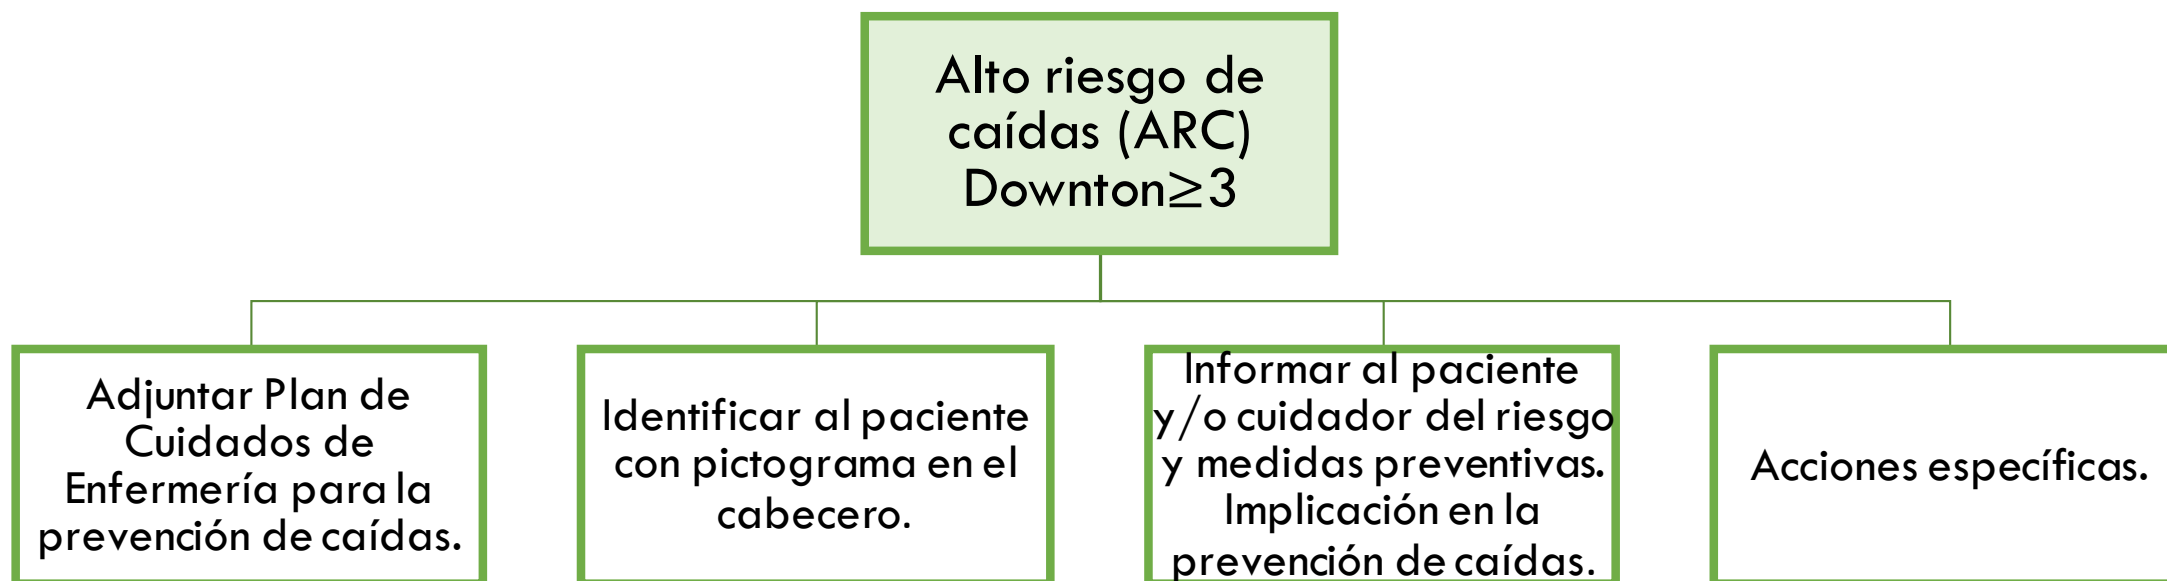 Alto riesgo de
caídas (ARC)
Downton≥3
Adjuntar Plan de
Cuidados de
Enfermería para la
prevención de caídas.
Identificar al paciente
con pictograma en el
cabecero.
Informar al paciente
y/o cuidador del riesgo
y medidas preventivas.
Implicación en la
prevención de caídas.
Acciones específicas.